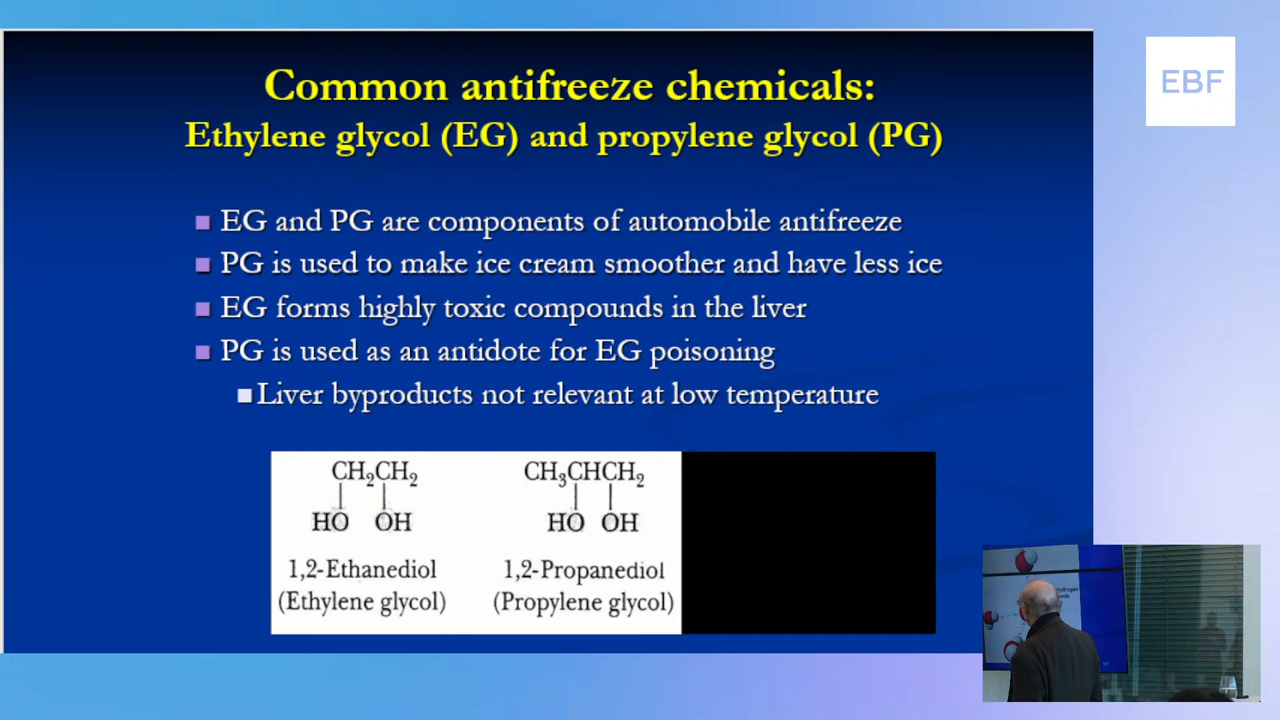 EBF
Common antifreeze chemicals:
Ethylene glycol (EG) and propylene glycol (PG)
EG and PG are components of automobile antifreeze
PG is used to make ice cream smoother and have less ice
EG forms highly toxic compounds in the liver
PG is used as an antidote for EG poisoning
Liver byproducts not relevant at low temperature
CH₂CH₂
HO OH
1,2-Ethanediol
(Ethylene glycol)
CH₃CHCH₂
HO OH
1,2-Propanediol
(Propylene glycol)